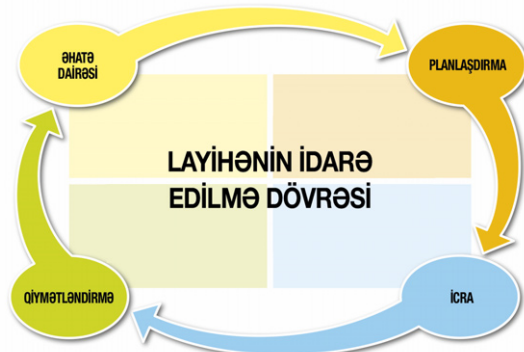 ƏHATƏ
DAİRƏSİ
PLANLAŞDIRMA
LAYİHƏNİN İDARƏ
EDİLMƏ DÖVRƏSİ
QİYMƏTLƏNDİRMƏ
İCRA